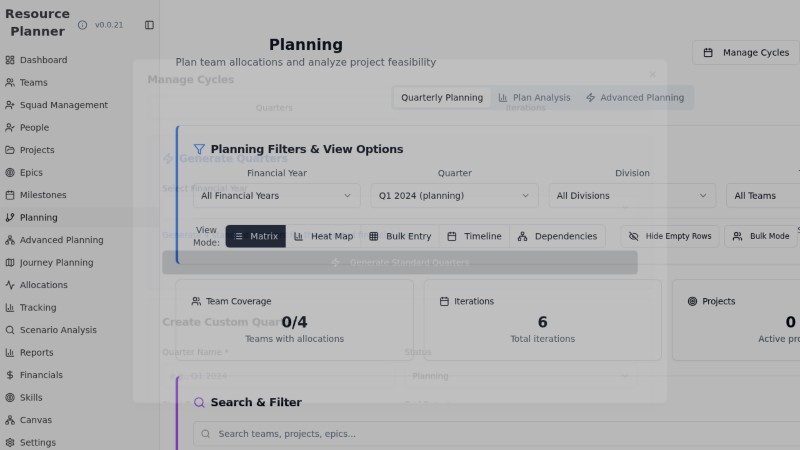 Resource Planner
v0.0.21
Dashboard
Teams
Squad Management
People
Projects
Epics
Milestones
Planning
Advanced Planning
Journey Planning
Allocations
Tracking
Scenario Analysis
Reports
Financials
Skills
Canvas
Settings
Planning
Plan team allocations and analyze project feasibility
Manage Cycles
Manage Cycles
Quarters
Iterations
Quarterly Planning
Plan Analysis
Advanced Planning
Planning Filters & View Options
Generate Quarters
Financial Year
Quarter
Division
Select Financial Year
All Financial Years
Q1 2024 (planning)
All Divisions
All Teams
View Mode:
Matrix
Heat Map
Bulk Entry
Timeline
Dependencies
Hide Empty Rows
Bulk Mode
Generate Standard Quarters
Team Coverage
0/4
Teams with allocations
Iterations
6
Total iterations
Projects
0
Create Custom
Quarter Name *
Status
Planning
Search & Filter
Search teams, projects, epics...